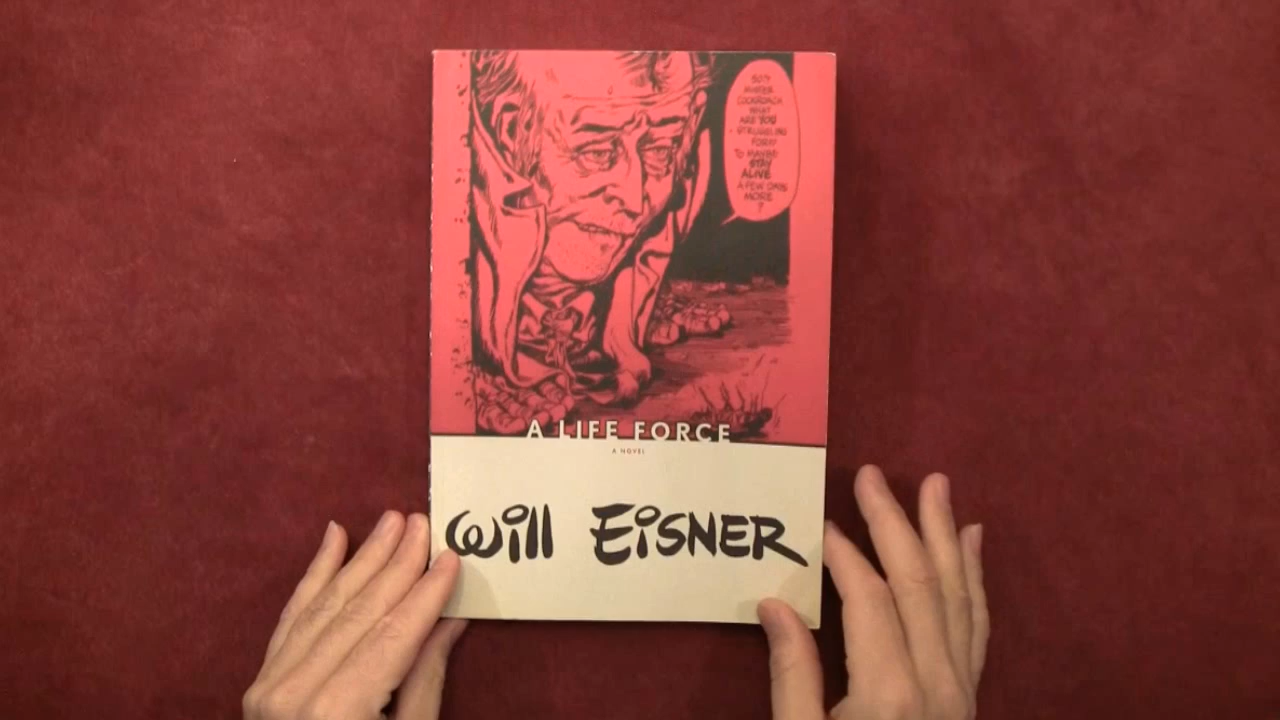 SO?
MISTER
COCKROACH
WHAT
ARE YOU
STRUGGLING
FOR??
TO MAYBE
STAY
ALIVE
A FEW DAYS
MORE
?
A LIFE FORCE
A NOVEL
Will EiSNER